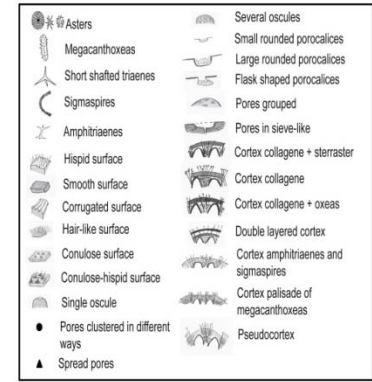 Asters
Megacanthoxeas
Short shafted triaenes
Sigmaspires
Amphitriaenes
Hispid surface
Smooth surface
Corrugated surface
Hair-like surface
Conulose surface
Conulose-hispid surface
Single oscule
Pores clustered in different
ways
Spread pores
Several oscules
Small rounded porocalices
Large rounded porocalices
Flask shaped porocalices
Pores grouped
Pores in sieve-like
Cortex collagene + sterraster
Cortex collagene
Cortex collagene + oxeas
Double layered cortex
Cortex amphitriaenes and
sigmaspires
Cortex palisade of
megacanthoxeas
Pseudocortex